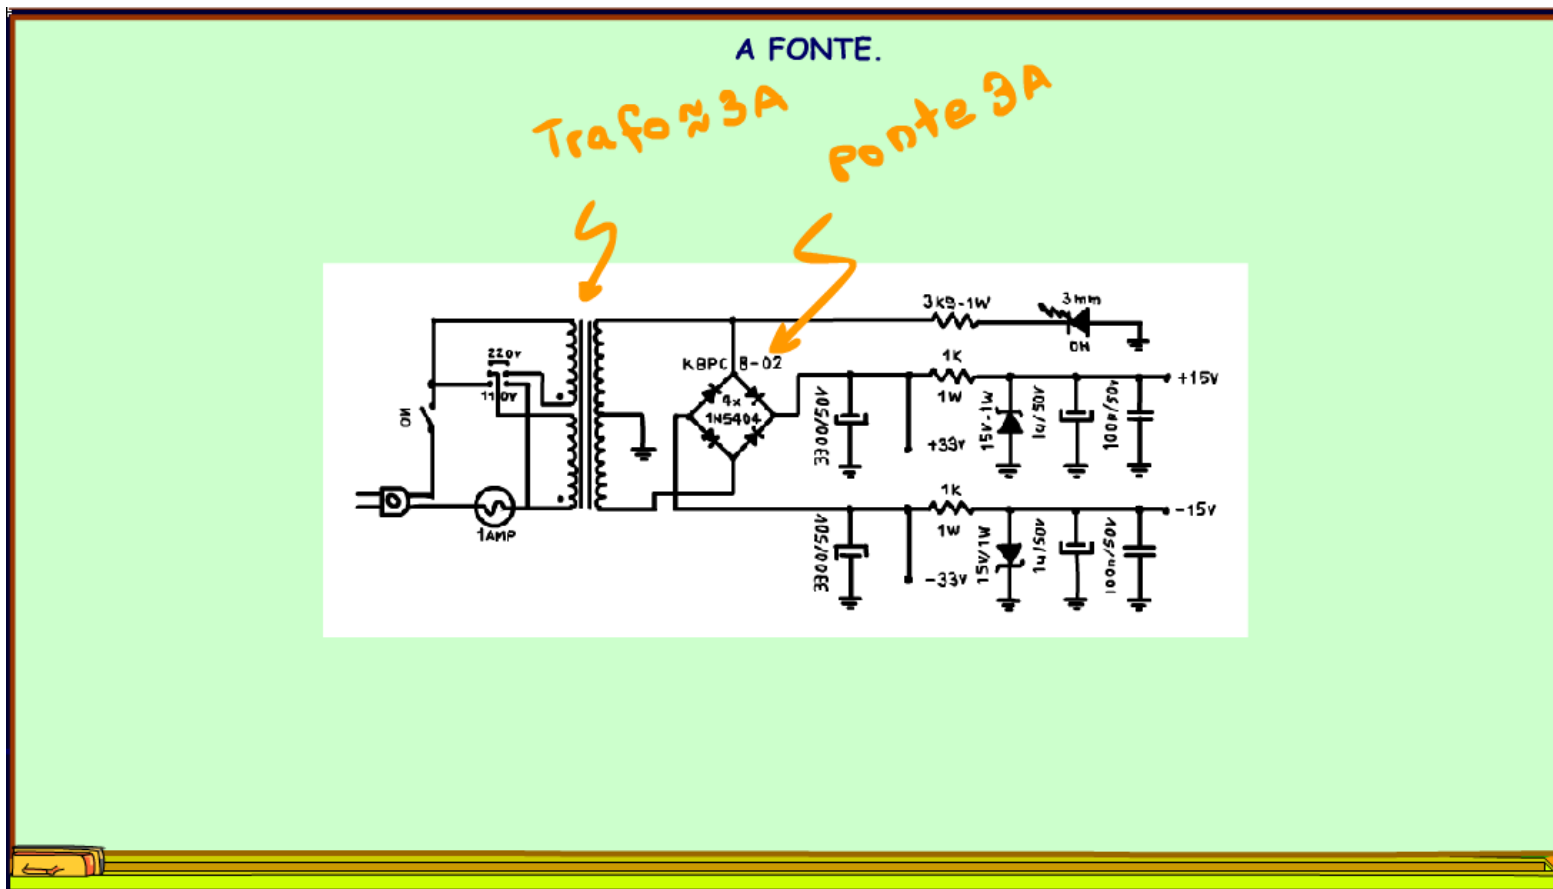 A FONTE.
Trafo≈3A
ponte 3A
3K9-1W
3mm
ON
220V
110V
NO
1AMP
KBPC 8-02
4x
1N5404
3300/50V
+33V
1K
1W
15V-1W
1u/50V
100n/50V
+15V
3300/50V
-33V
1K
1W
15V/1W
1u/50V
100n/50V
-15V